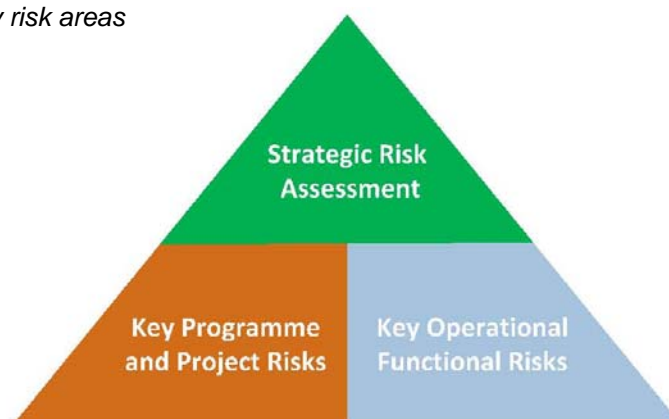 risk areas
Strategic Risk
Assessment
Key Programme
and Project Risks
Key Operational
Functional Risks